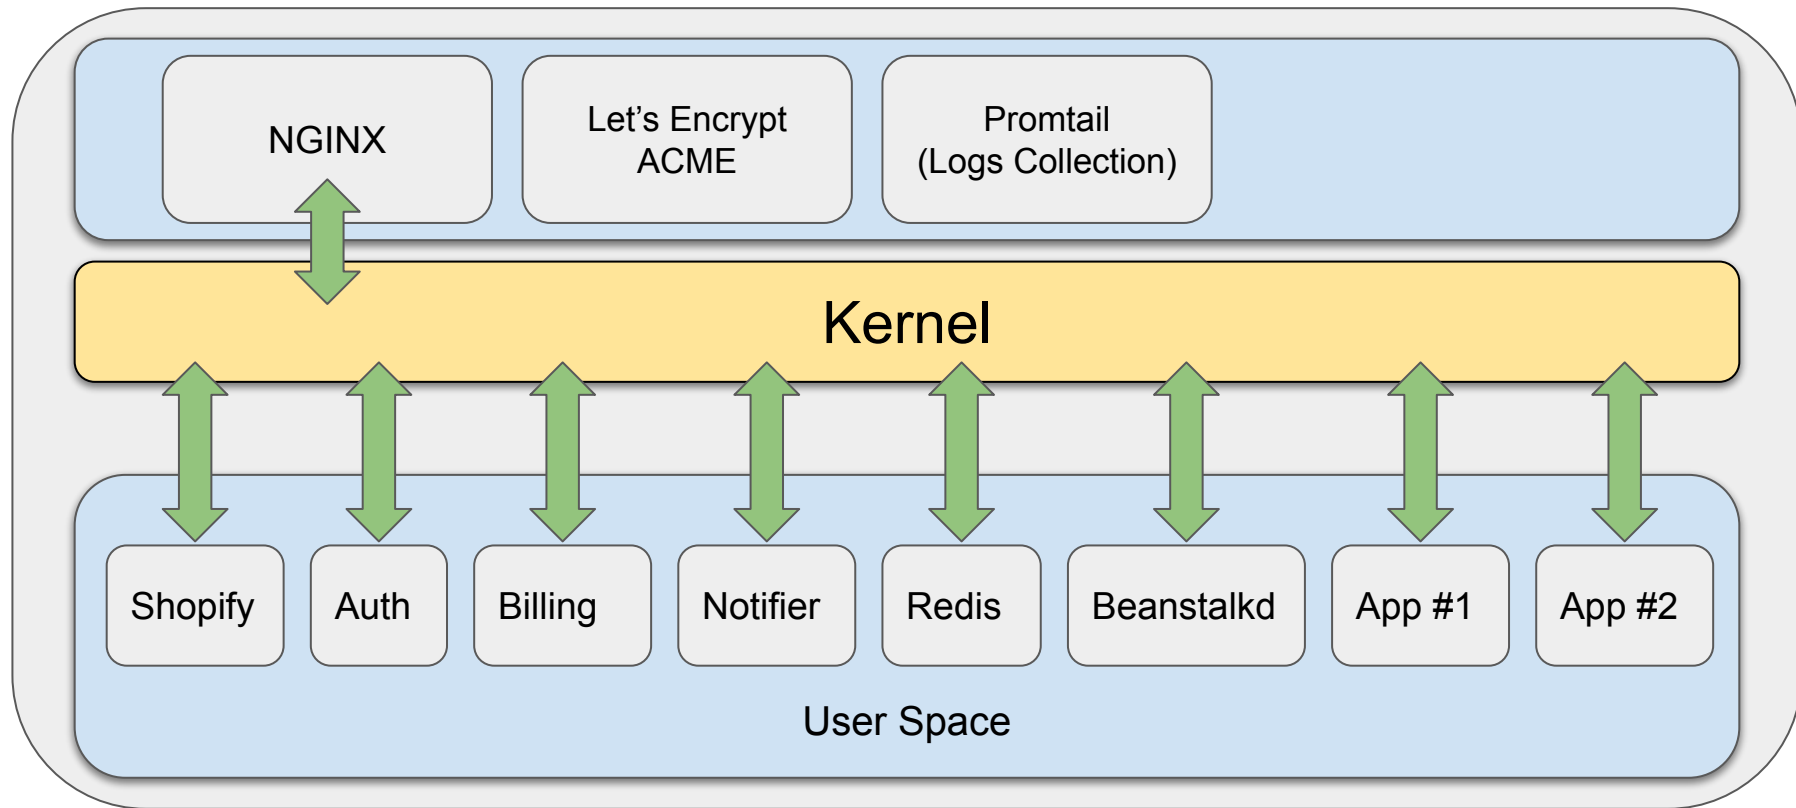 NGINX
Let’s Encrypt
ACME
Promtail
(Logs Collection)
Kernel
Shopify
Auth
Billing
Notifier
Redis
Beanstalkd
App #1
App #2
User Space